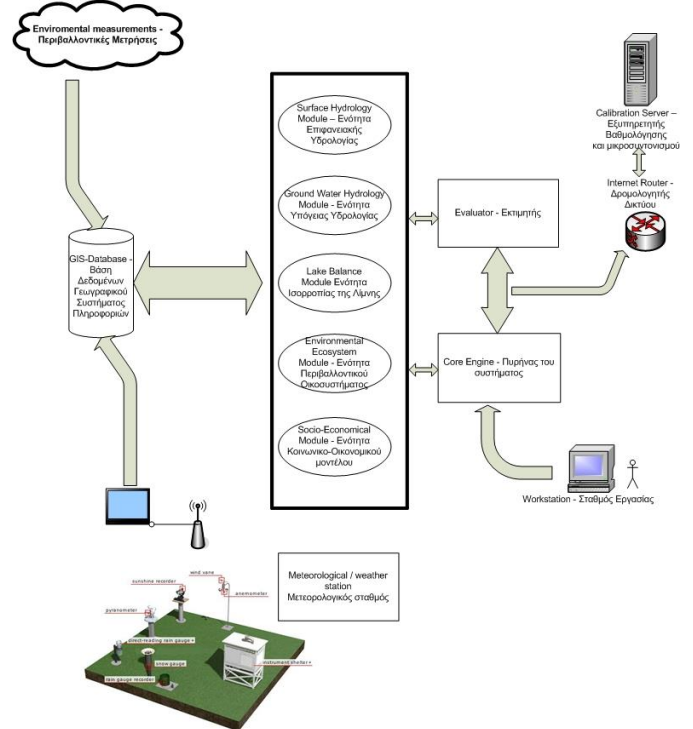 Enviromental measurements -
Περιβαλλοντικές Μετρήσεις
Surface Hydrology
Module – Ενότητα
Επιφανειακής
Υδρολογίας
Ground Water Hydrology
Module - Ενότητα
Υπόγειας Υδρολογίας
Lake Balance
Module Ενότητα
Ισορροπίας της Λίμνης
Environmental
Ecosystem
Module - Ενότητα
Περιβαλλοντικού
Οικοσυστήματος
Socio-Economical
Module - Ενότητα
Κοινωνικο-Οικονομικού
μοντέλου
GIS-Database -
Βάση
Δεδομένων
Γεωγραφικού
Συστήματος
Πληροφοριών
Evaluator - Εκτιμητής
Core Engine - Πυρήνας του
συστήματος
Calibration Server –
Εξυπηρετητής
Βαθμολόγησης
και μικροσυντονισμού
Internet Router -
Δρομολογητής
Δικτύου
Workstation - Σταθμός Εργασίας
Meteorological / weather
station
Μετεορολογικός σταθμός
wind vane
sunshine recorder
anemometer
pyranometer
direct-reading rain gauge +
snow gauge
instrument shelter +
rain gauge recorder